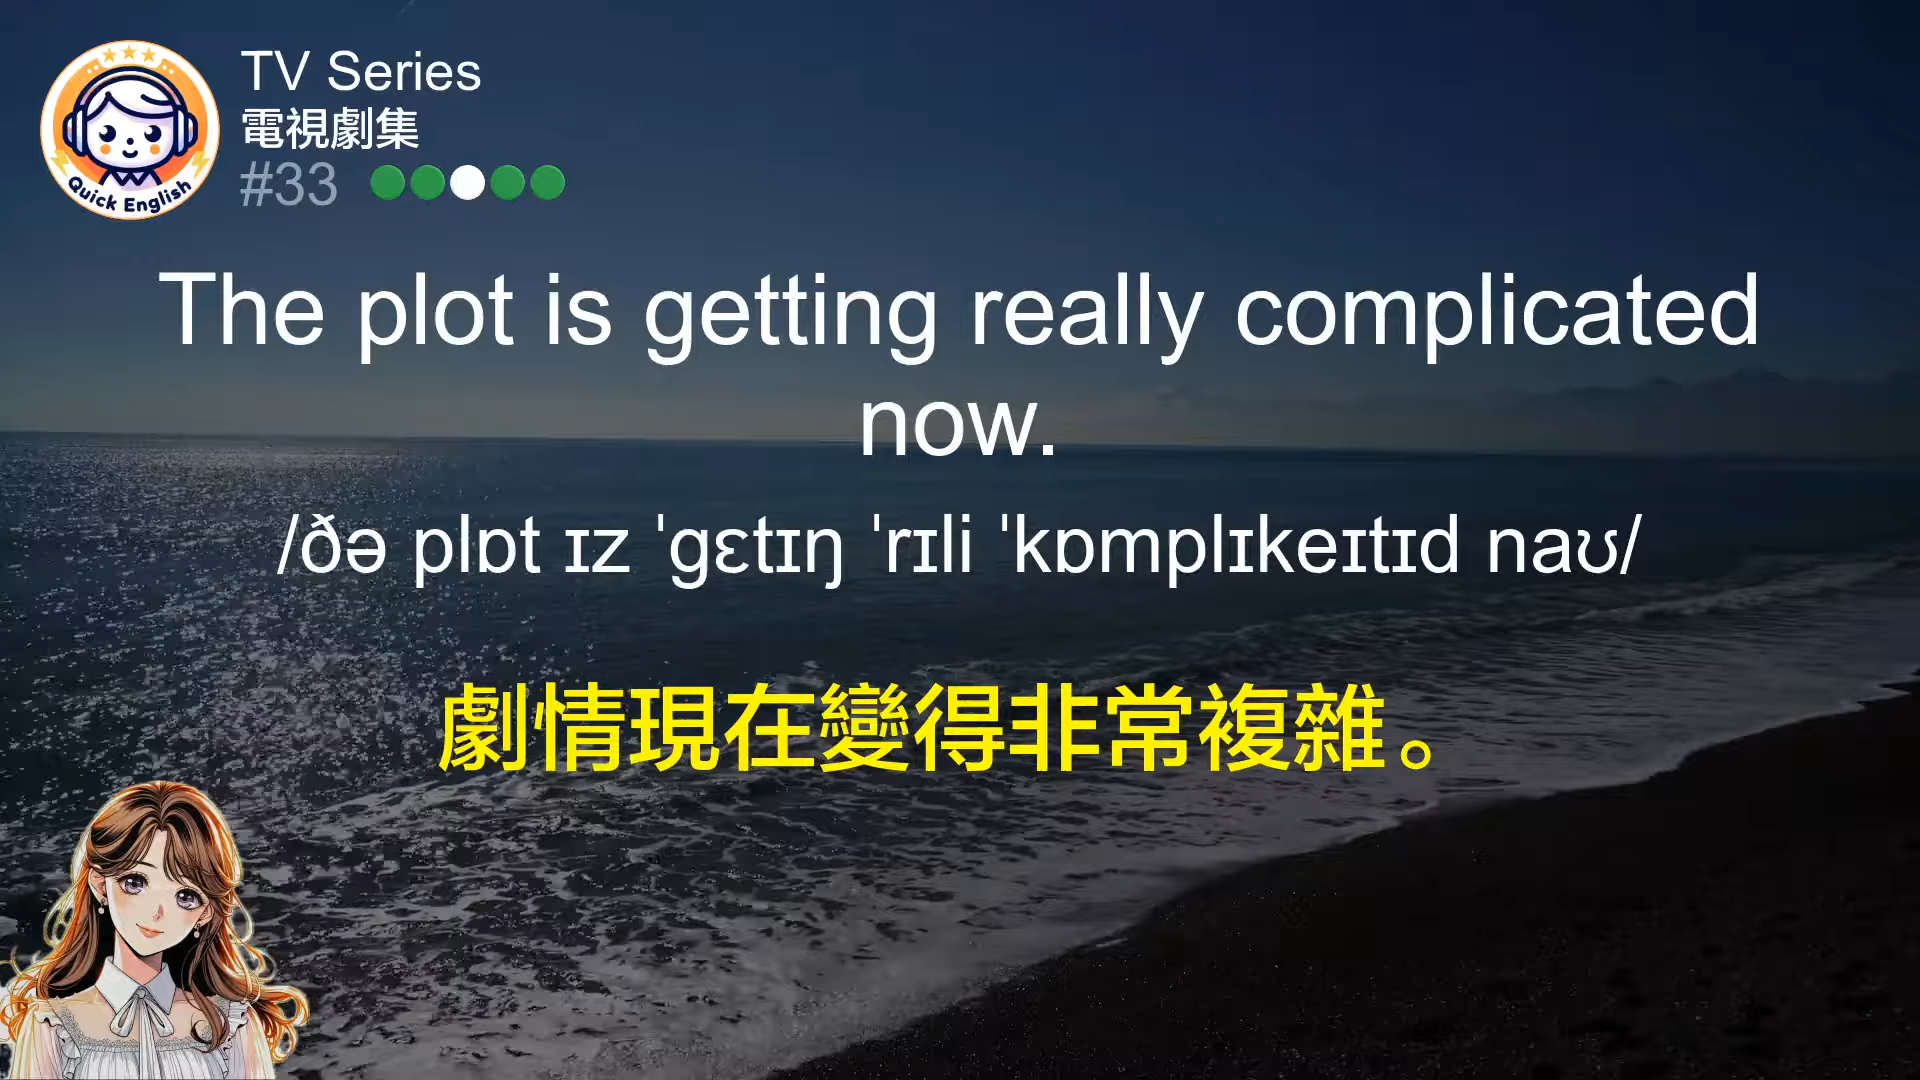 Quick English
TV Series
電視劇集
#33
The plot is getting really complicated
now.
/ðə plɒt ɪz ˈɡɛtɪŋ ˈrɪli ˈkɒmplɪkeɪtɪd naʊ/
劇情現在變得非常複雜。